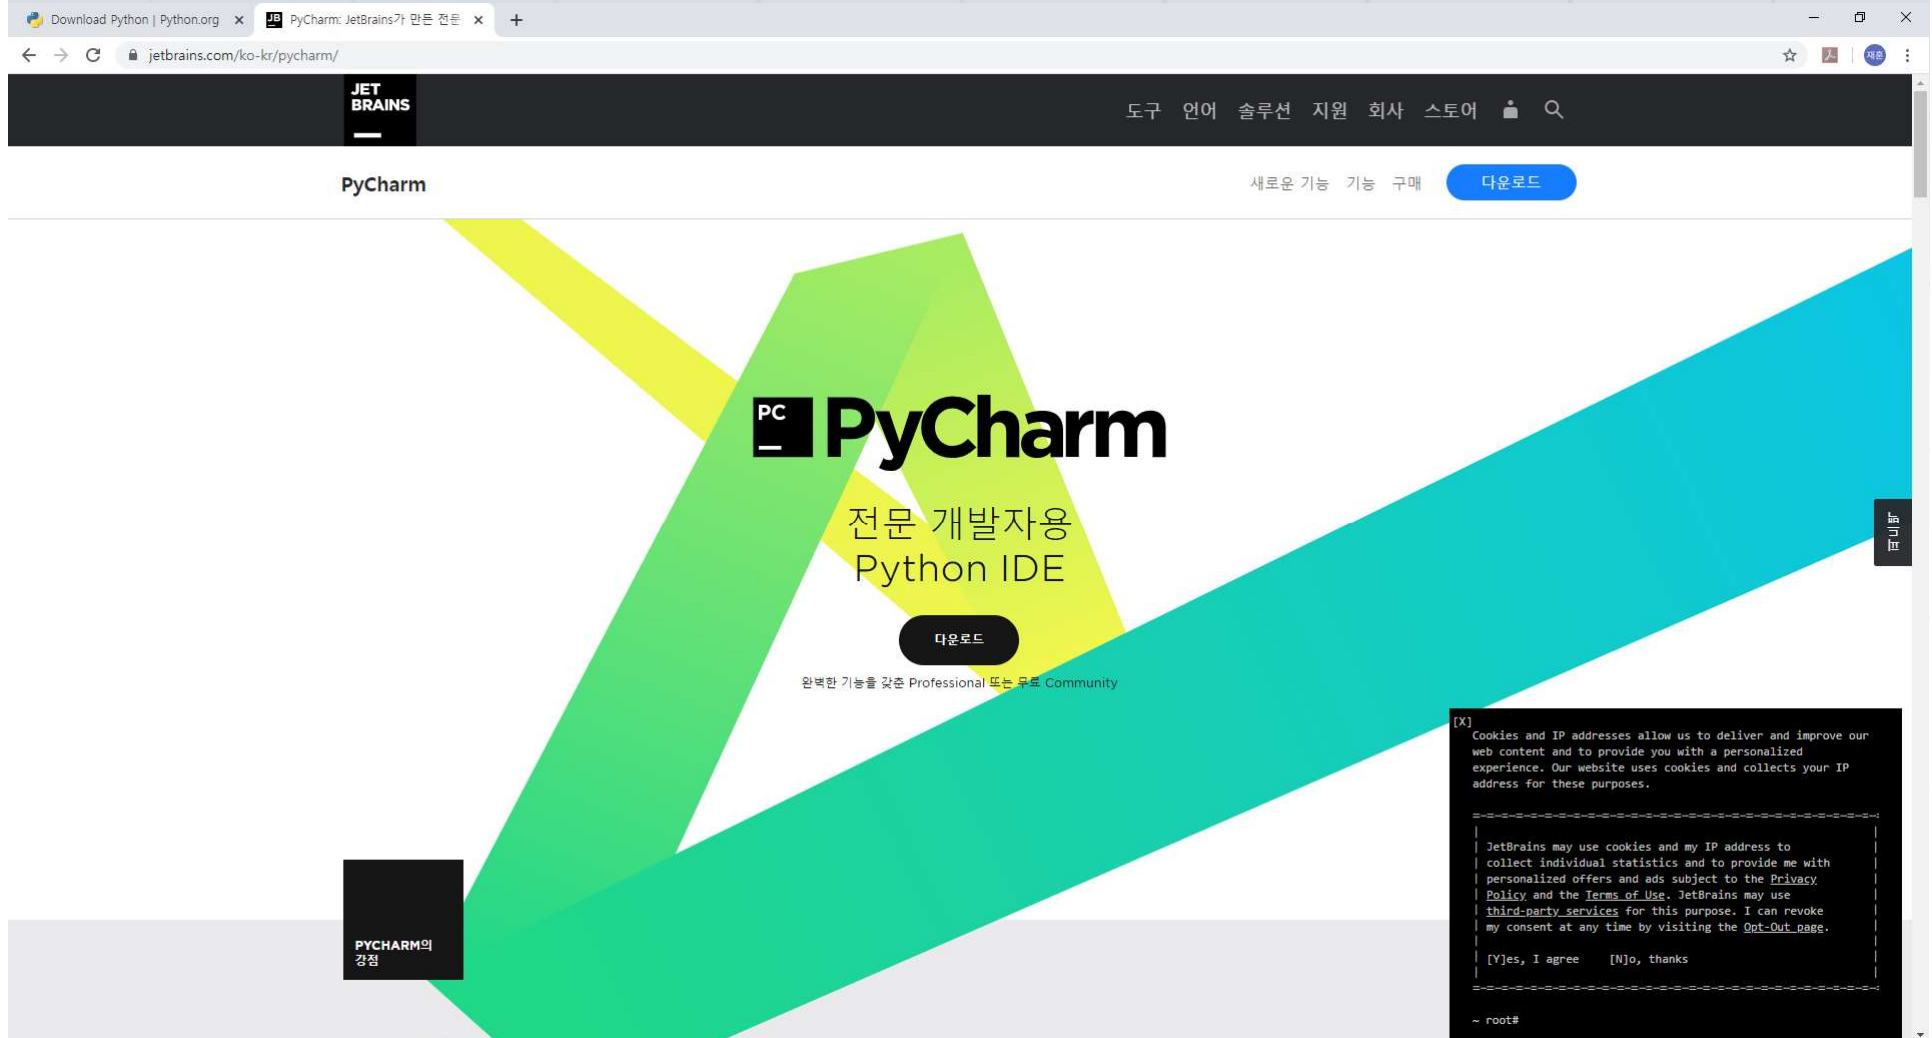 Download Python | Python.org
PyCharm: JetBrains가 만든 전문
jetbrains.com/ko-kr/pycharm/
재훈
JET
BRAINS
도구 언어 솔루션 지원 회사 스토어
PyCharm
새로운 기능 기능 구매 다운로드
PC
PyCharm
전문 개발자용
Python IDE
다운로드
완벽한 기능을 갖춘 Professional 또는 무료 Community
피드백
PYCHARM의
강점
[X]
Cookies and IP addresses allow us to deliver and improve our
web content and to provide you with a personalized
experience. Our website uses cookies and collects your IP
address for these purposes.
JetBrains may use cookies and my IP address to
collect individual statistics and to provide me with
personalized offers and ads subject to the Privacy
Policy and the Terms of Use. JetBrains may use
third-party services for this purpose. I can revoke
my consent at any time by visiting the Opt-Out page.
[Y]es, I agree [N]o, thanks
~ root#